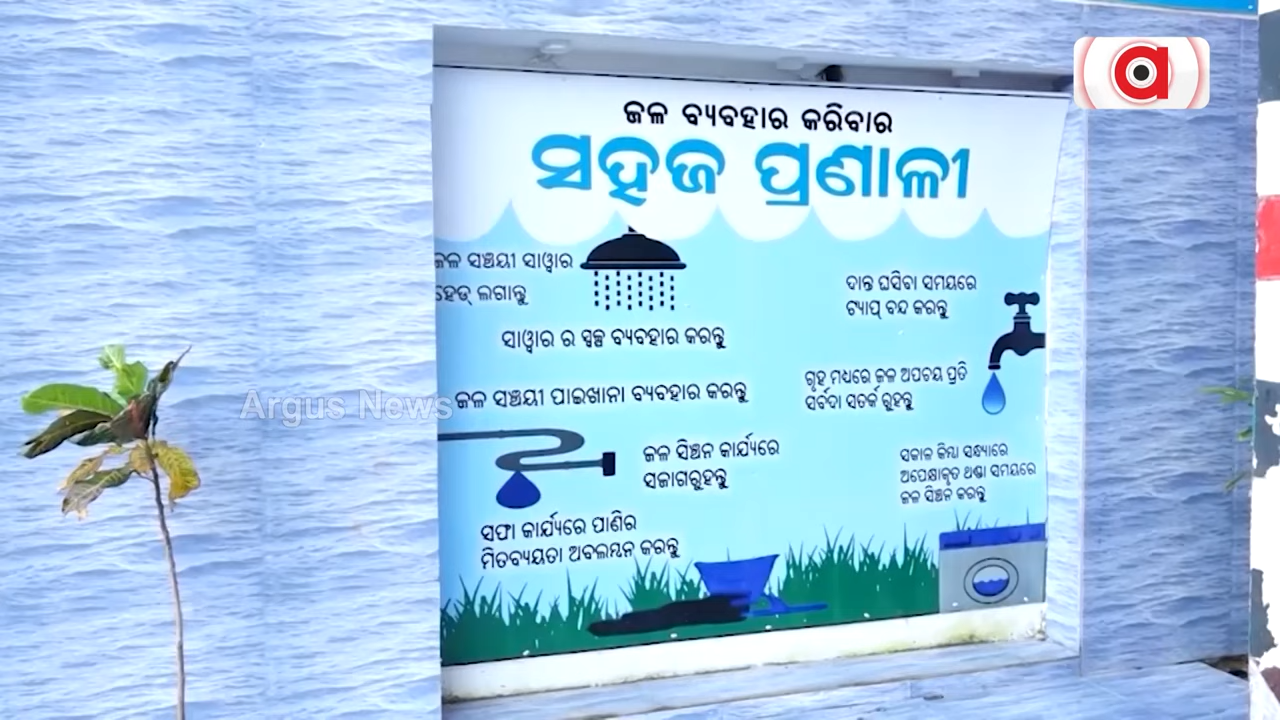 ଜଳ ବ୍ୟବହାର କରିବାର
ସହଜ ପ୍ରଣାଳୀ
ଜଳ ସଞ୍ଚୟୀ ସାୱାର
ହେଡ୍ ଲଗାନ୍ତୁ
ସାୱାର ର ସ୍ୱଳ୍ପ ବ୍ୟବହାର କରନ୍ତୁ
ଜଳ ସଞ୍ଚୟୀ ପାଇଖାନା ବ୍ୟବହାର କରନ୍ତୁ
ଜଳ ସିଞ୍ଚନ କାର୍ଯ୍ୟରେ
ସଜାଗରୁହନ୍ତୁ
ସଫା କାର୍ଯ୍ୟରେ ପାଣିର
ମିତବ୍ୟୟତା ଅବଲମ୍ବନ କରନ୍ତୁ
ଦାନ୍ତ ଘସିବା ସମୟରେ
ଟ୍ୟାପ୍ ବନ୍ଦ କରନ୍ତୁ
ଗୃହ ମଧ୍ୟରେ ଜଳ ଅପଚୟ ପ୍ରତି
ସର୍ବଦା ସତର୍କ ରୁହନ୍ତୁ
ସକାଳ କିମ୍ବା ସନ୍ଧ୍ୟାରେ
ଅପେକ୍ଷାକୃତ ଥଣ୍ଡା ସମୟରେ
ଜଳ ସିଞ୍ଚନ କରନ୍ତୁ
Argus News
a